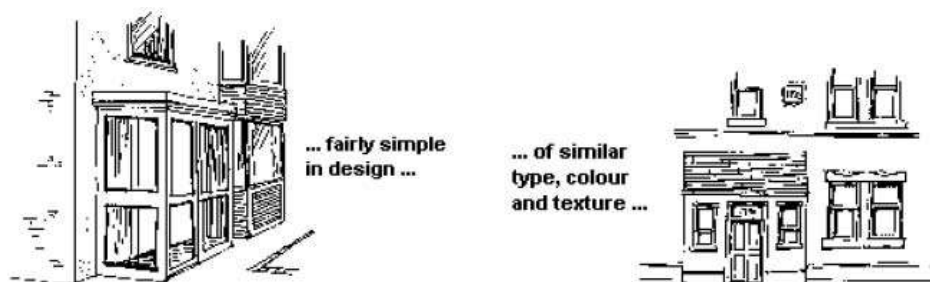 ... fairly simple
in design ...
... of similar
type, colour
and texture ...